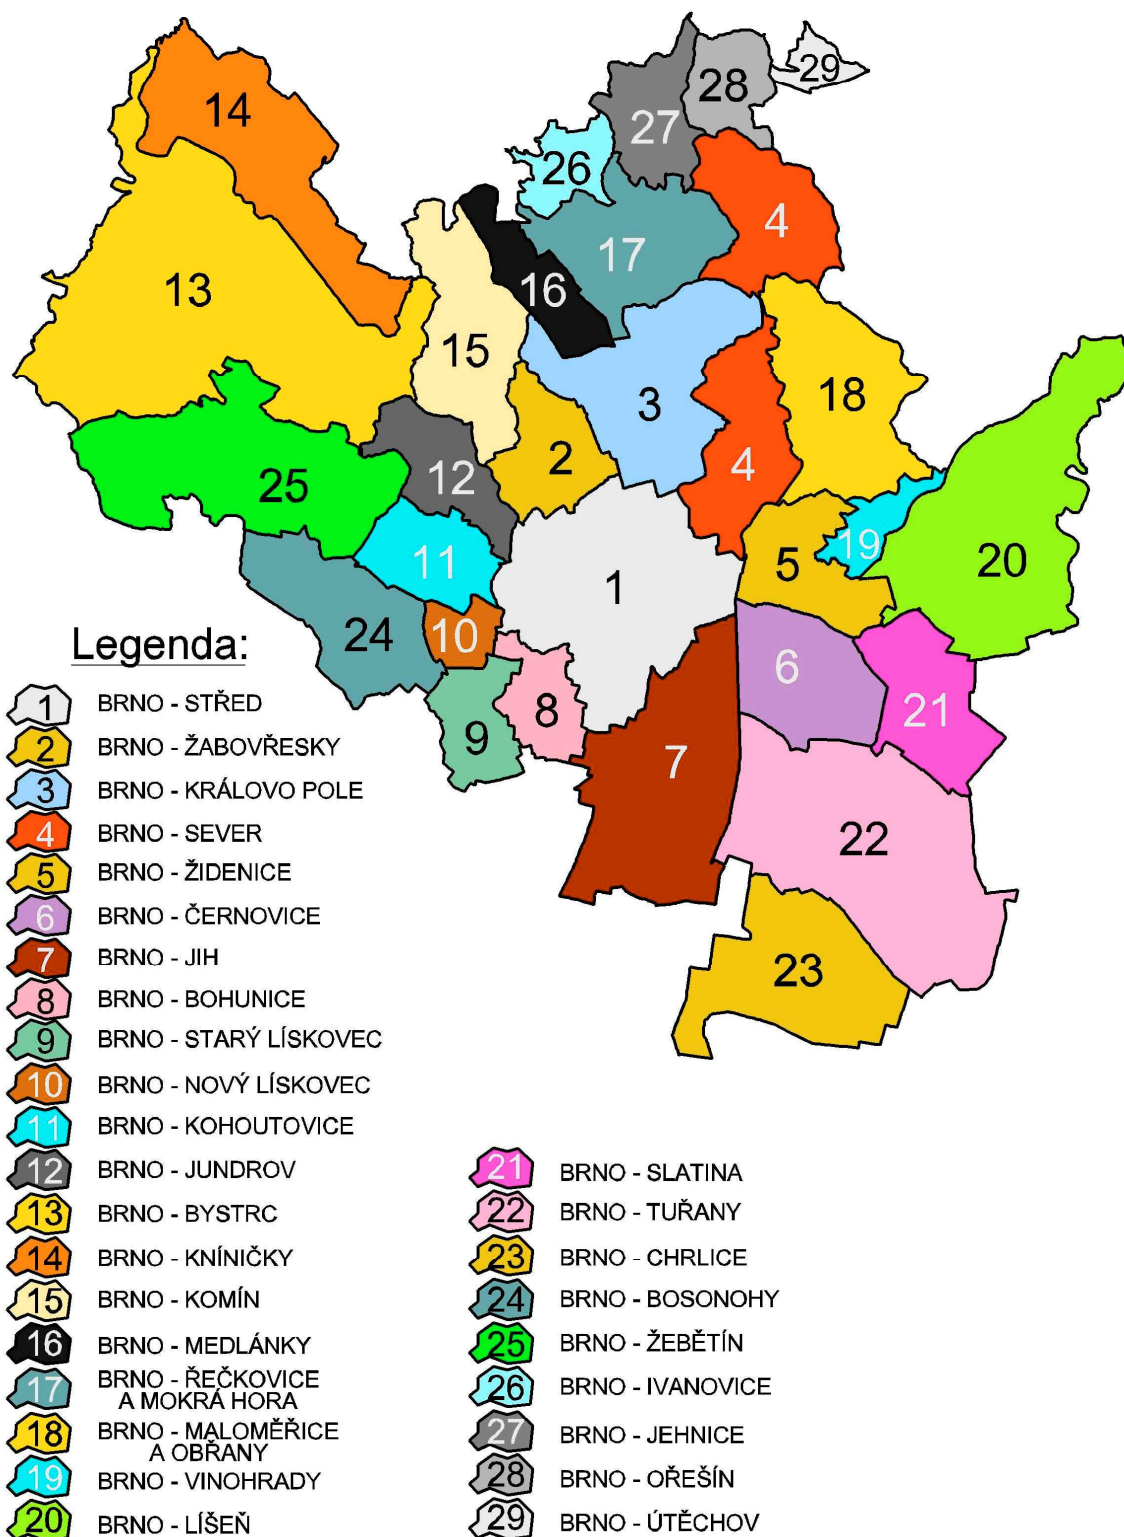 14
28
29
27
26
4
17
13
16
15
18
3
2
12
4
25
19
5
20
11
1
10
24
6
8
21
9
7
22
23
Legenda:
1 BRNO - STŘED
2 BRNO - ŽABOVŘESKY
3 BRNO - KRÁLOVO POLE
4 BRNO - SEVER
5 BRNO - ŽIDENICE
6 BRNO - ČERNOVICE
7 BRNO - JIH
8 BRNO - BOHUNICE
9 BRNO - STARÝ LÍSKOVEC
10 BRNO - NOVÝ LÍSKOVEC
11 BRNO - KOHOUTOVICE
12 BRNO - JUNDROV
13 BRNO - BYSTRC
14 BRNO - KNÍNIČKY
15 BRNO - KOMÍN
16 BRNO - MEDLÁNKY
17 BRNO - ŘEČKOVICE
A MOKRÁ HORA
18 BRNO - MALOMĚŘICE
A OBŘANY
19 BRNO - VINOHRADY
20 BRNO - LÍŠEŇ
21 BRNO - SLATINA
22 BRNO - TUŘANY
23 BRNO - CHRLICE
24 BRNO - BOSONOHY
25 BRNO - ŽEBĚTÍN
26 BRNO - IVANOVICE
27 BRNO - JEHNICE
28 BRNO - OŘEŠÍN
29 BRNO - ÚTĚCHOV